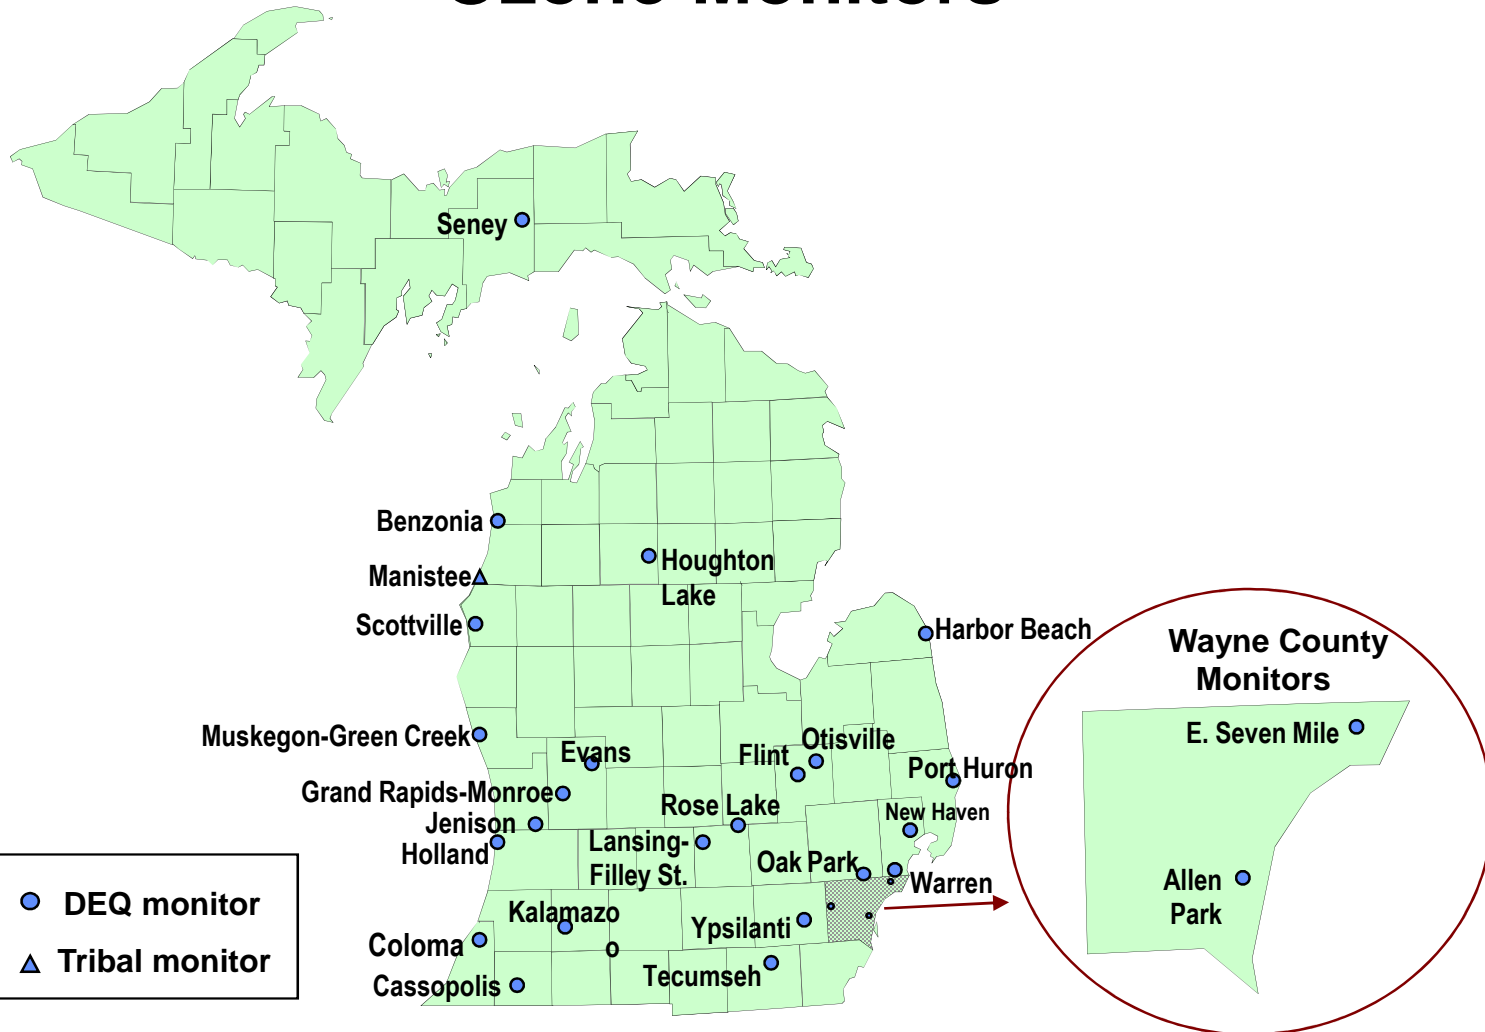 Ozone Monitors
Seney
Benzonia
Houghton
Lake
Manistee
Scottville
Harbor Beach
Wayne County
Monitors
E. Seven Mile
Allen
Park
Muskegon-Green Creek
Evans
Flint
Otisville
Port Huron
Grand Rapids-Monroe
Rose Lake
New Haven
Jenison
Holland
Lansing-
Filley St.
Oak Park
Warren
Kalamazo
o
Ypsilanti
Coloma
Tecumseh
Cassopolis
DEQ monitor
Tribal monitor